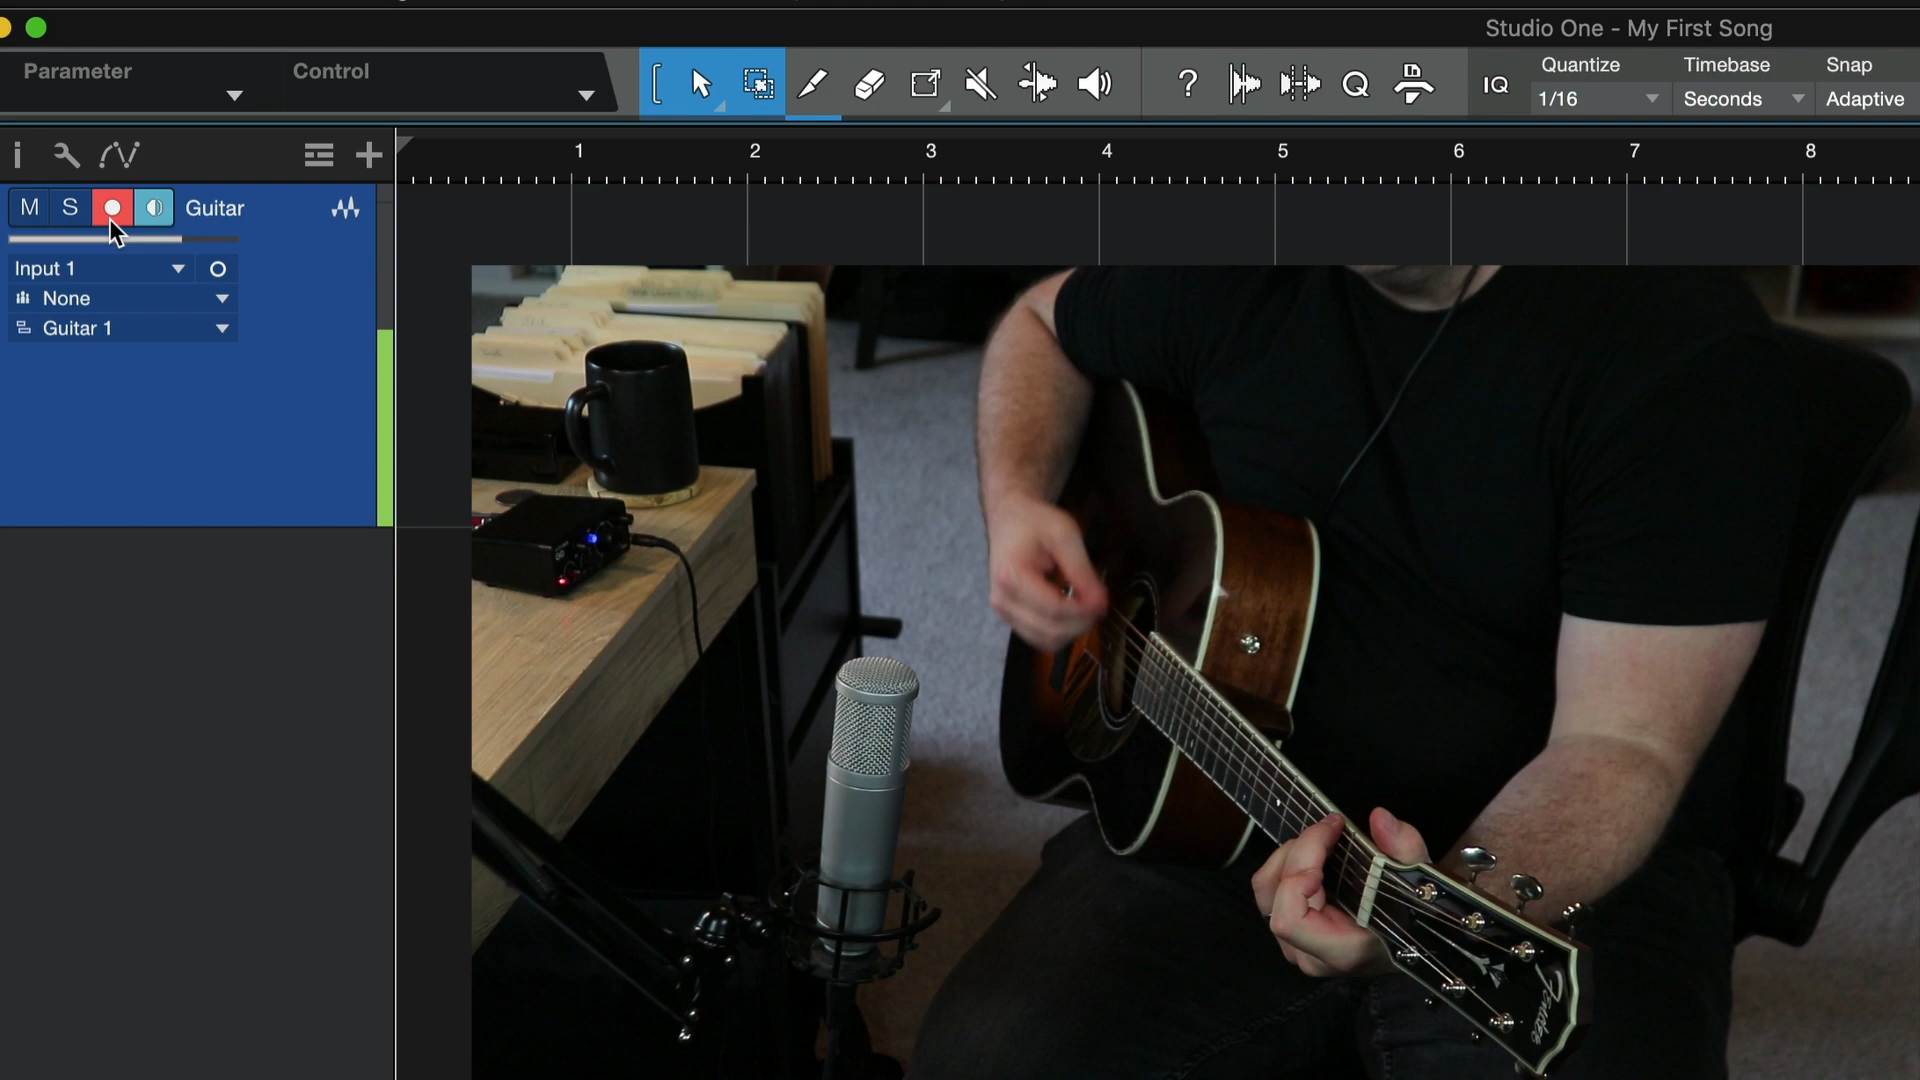 Studio One - My First Song
Parameter
Control
?
Q
IQ
Quantize
Timebase
Snap
1/16
Seconds
Adaptive
i
1
2
3
4
5
6
7
8
M S Guitar
Input 1
None
Guitar 1
Fender